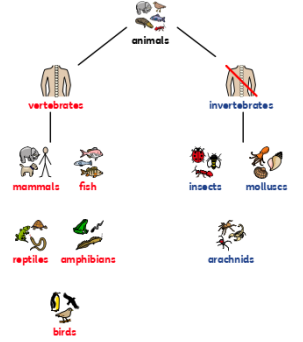 animals
vertebrates
invertebrates
mammals
fish
insects
molluscs
reptiles
amphibians
arachnids
birds